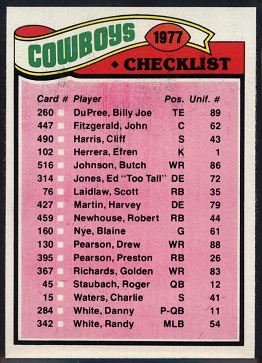 COWBOYS 1977
♦ CHECKLIST
Card # Player Pos. Unif. #
260 DuPree, Billy Joe TE 89
447 Fitzgerald, John C 62
490 Harris, Cliff S 43
102 Herrera, Efren K 1
516 Johnson, Butch WR 86
314 Jones, Ed "Too Tall" DE 72
76 Laidlaw, Scott RB 35
427 Martin, Harvey DE 79
459 Newhouse, Robert RB 44
160 Nye, Blaine G 61
130 Pearson, Drew WR 88
395 Pearson, Preston RB 26
367 Richards, Golden WR 83
45 Staubach, Roger QB 12
15 Waters, Charlie S 41
284 White, Danny P-QB 11
342 White, Randy MLB 54